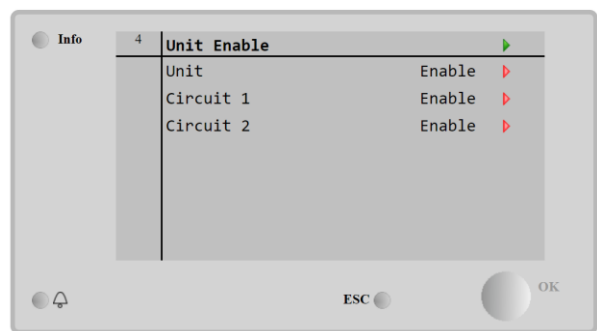 Info
4 Unit Enable
Unit Enable
Circuit 1 Enable
Circuit 2 Enable
ESC
OK